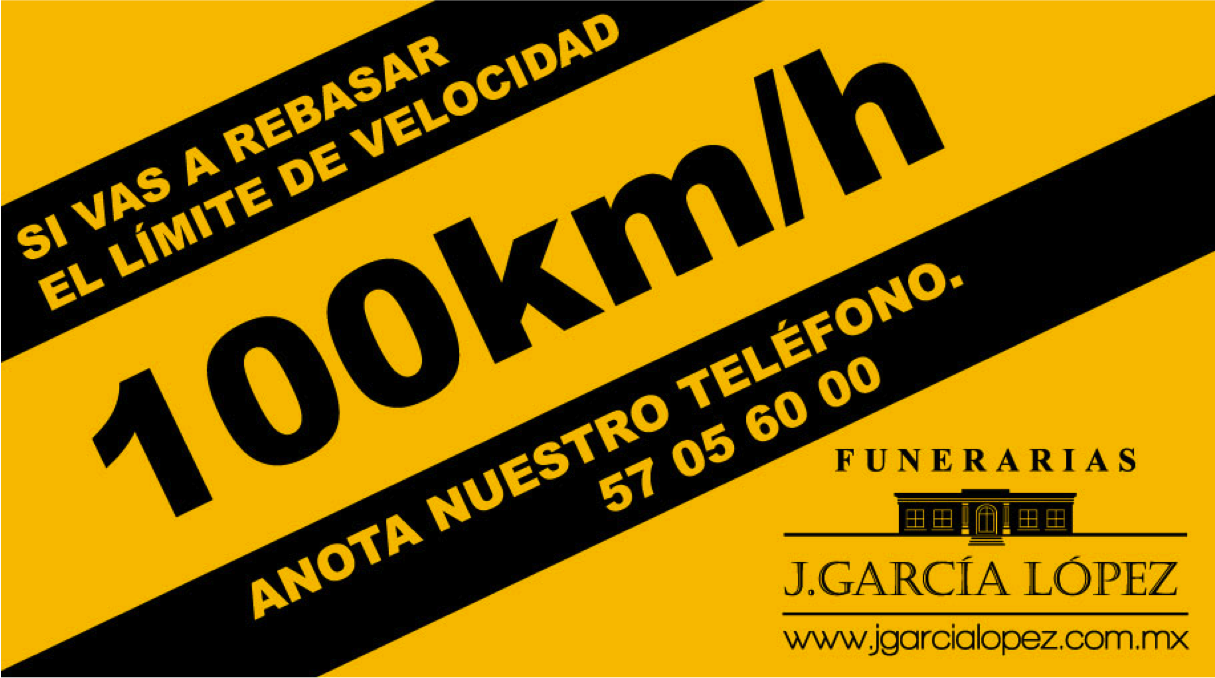 SI VAS A REBASAR
EL LÍMITE DE VELOCIDAD
100km/h
ANOTA NUESTRO TELÉFONO.
57 05 60 00
FUNERARIAS
J.GARCÍA LÓPEZ
www.jgarcialopez.com.mx